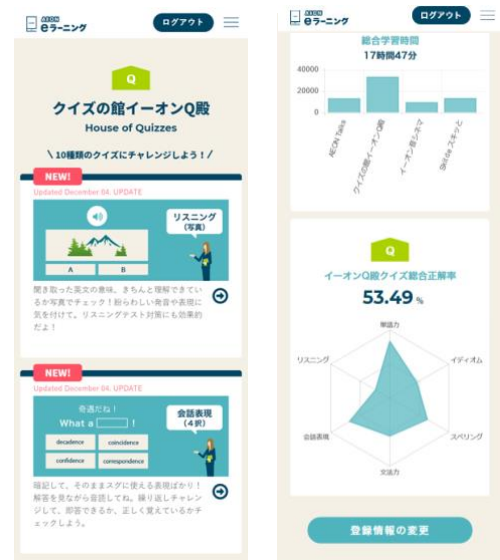 AEON
eラーニング
ログアウト
Q
クイズの館イーオンQ殿
House of Quizzes
\ 10種類のクイズにチャレンジしよう！/
NEW!
Updated December 04. UPDATE
リスニング
(写真)
A B
聞き取った英文の意味、きちんと理解できてい
るか写真でチェック！紛らわしい発音や表現に
気を付けて。リスニングテスト対策にも効果的
だよ！
NEW!
Updated December 04. UPDATE
奇遇だね！
What a !
会話表現
(4択)
decadence coincidence
confidence correspondence
暗記して、そのままスグに使える表現ばかり！
解答を見ながら音読してね。繰り返しチャレン
ジして、即答できるか、正しく覚えているかチ
ェックしよう。
AEON
eラーニング
ログアウト
総合学習時間
17時間47分
40000
20000
0
AEON Talks
クイズの館イーオンQ殿
イーオン夜シネマ
Skitube スキッと
Q
イーオンQ殿クイズ総合正解率
53.49 %
単語力
イディオム
スペリング
文法力
会話表現
リスニング
登録情報の変更